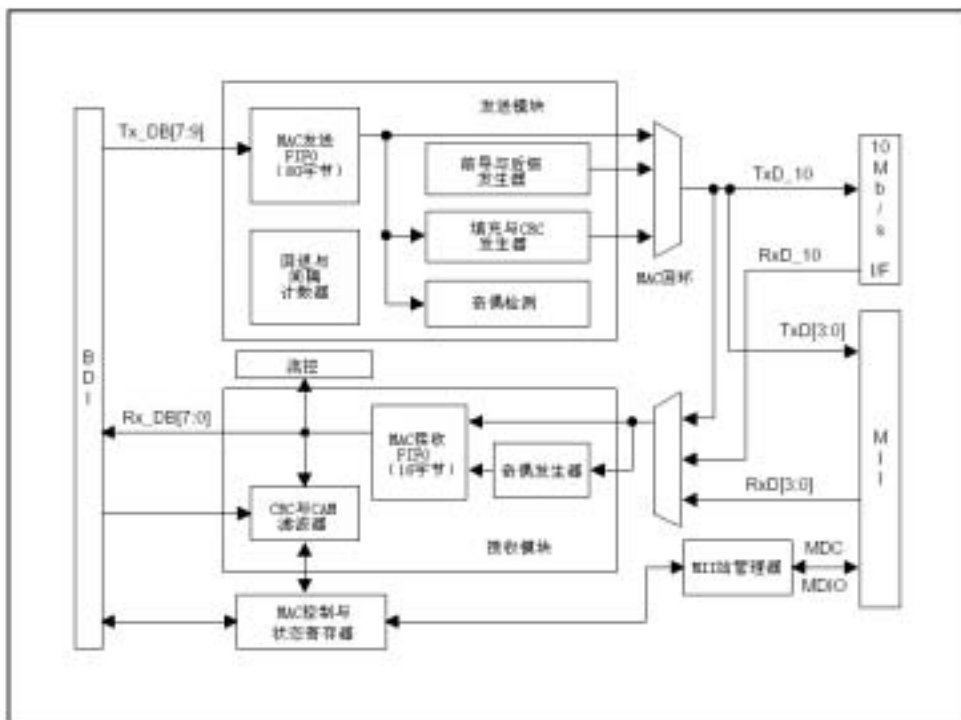 发送模块
Tx_DB[7:9]
MAC发送
FIFO
(80字节)
前导与后缀
发生器
填充与CRC
发生器
回退与
间隔
计数器
奇偶检测
MAC回环
TxD_10
RxD_10
10
M
b
/
s
I/F
TxD[3:0]
B
D
I
流控
Rx_DB[7:0]
MAC接收
FIFO
(16字节)
奇偶发生器
CRC与CAM
滤波器
接收模块
RxD[3:0]
M
I
I
MII站管理器
MDC
MDIO
MAC控制与
状态寄存器